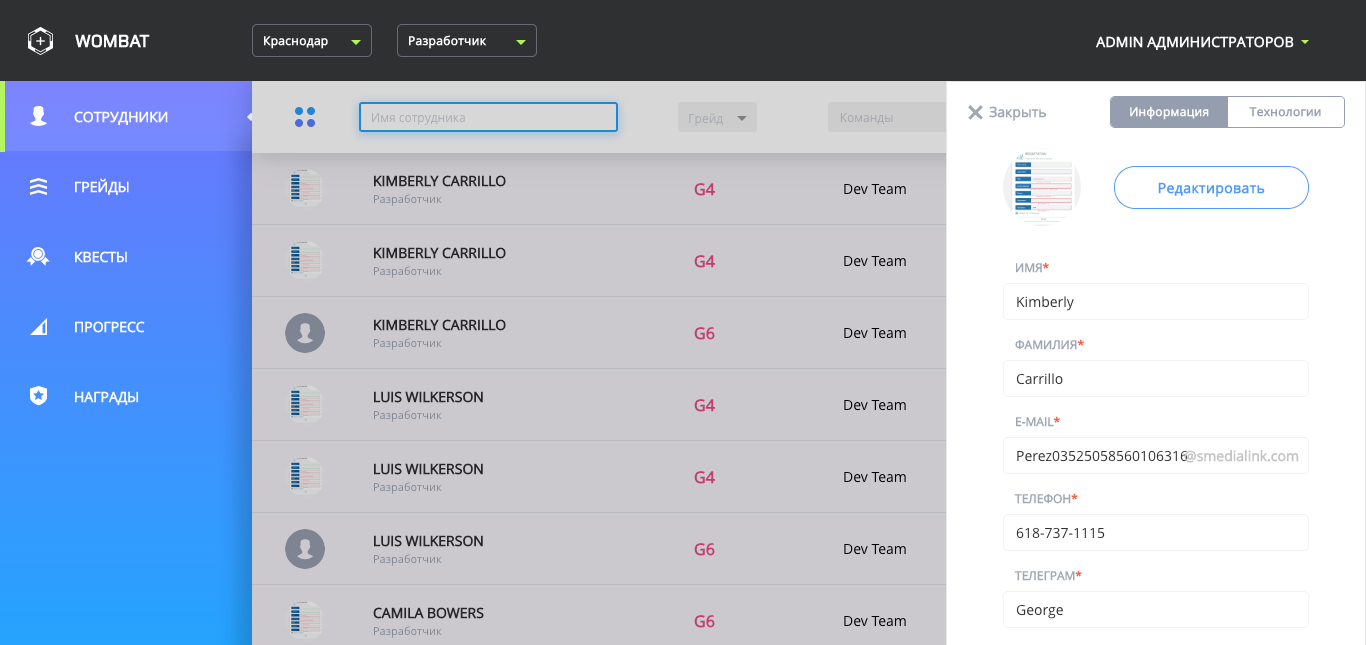 WOMBAT
Краснодар
Разработчик
ADMIN АДМИНИСТРАТОРОВ
СОТРУДНИКИ
ГРЕЙДЫ
КВЕСТЫ
ПРОГРЕСС
НАГРАДЫ
Имя сотрудника
Грейд
Команды
KIMBERLY CARRILLO
Разработчик
G4
Dev Team
KIMBERLY CARRILLO
Разработчик
G4
Dev Team
KIMBERLY CARRILLO
Разработчик
G6
Dev Team
LUIS WILKERSON
Разработчик
G4
Dev Team
LUIS WILKERSON
Разработчик
G4
Dev Team
LUIS WILKERSON
Разработчик
G6
Dev Team
CAMILA BOWERS
Разработчик
G6
Dev Team
Закрыть
Информация
Технологии
Редактировать
ИМЯ*
Kimberly
ФАМИЛИЯ*
Carrillo
E-MAIL*
Perez03525058560106316@smedialink.com
ТЕЛЕФОН*
618-737-1115
ТЕЛЕГРАМ*
George